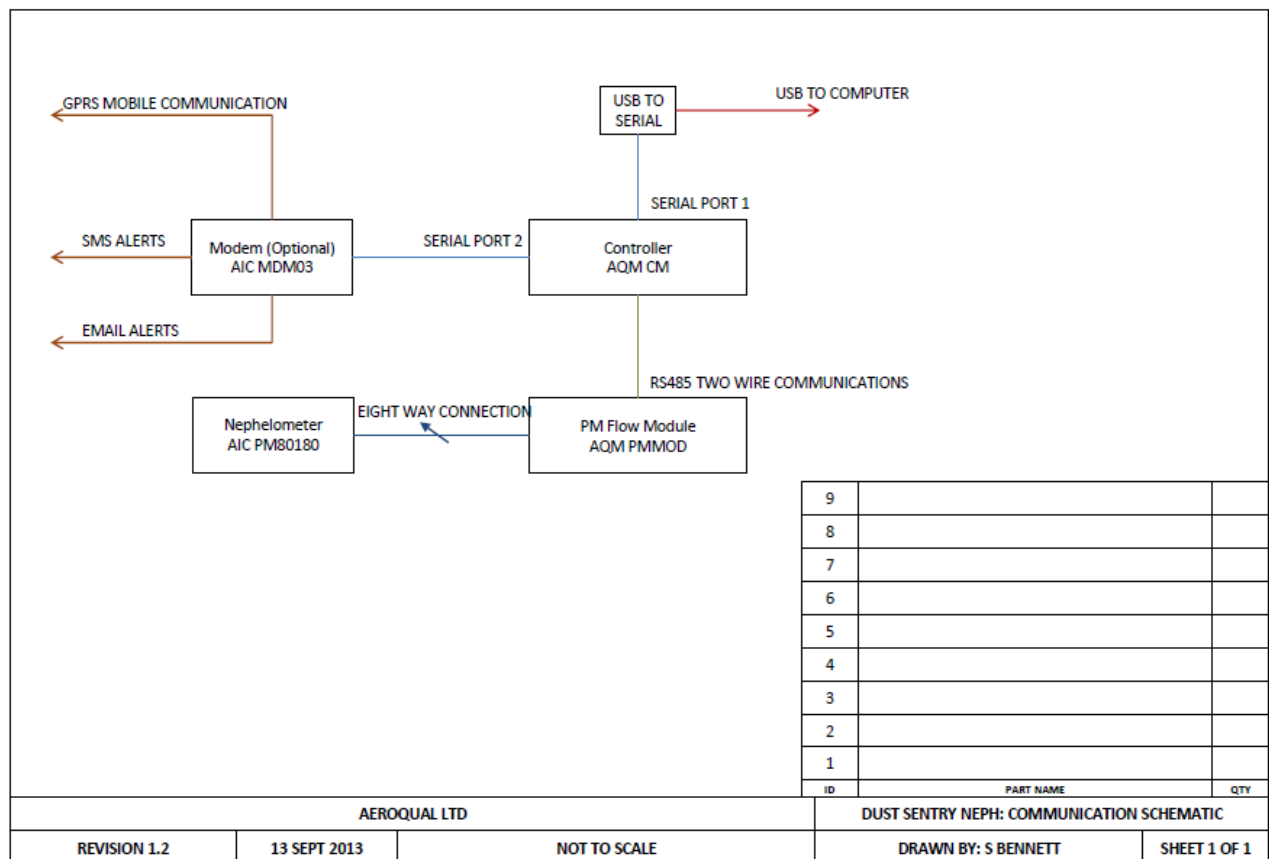 GPRS MOBILE COMMUNICATION
USB TO
SERIAL
USB TO COMPUTER
SERIAL PORT 1
SMS ALERTS
Modem (Optional)
AIC MDM03
SERIAL PORT 2
Controller
AQM CM
EMAIL ALERTS
RS485 TWO WIRE COMMUNICATIONS
Nephelometer
AIC PM80180
EIGHT WAY CONNECTION
PM Flow Module
AQM PMMOD
9
8
7
6
5
4
3
2
1
ID PART NAME QTY
AEROQUAL LTD DUST SENTRY NEPH: COMMUNICATION SCHEMATIC
REVISION 1.2 13 SEPT 2013 NOT TO SCALE DRAWN BY: S BENNETT SHEET 1 OF 1